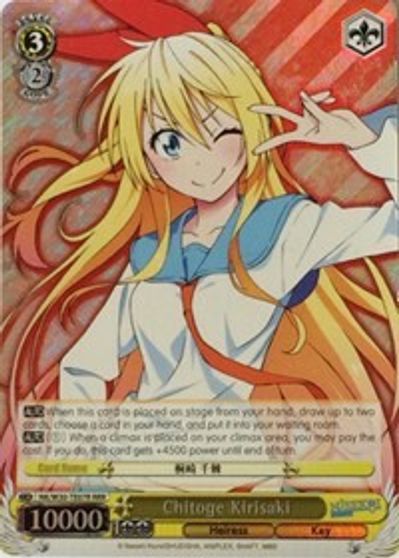 LEVEL
3
2
COST
AUTO When this card is placed on stage from your hand, draw up to two
cards, choose a card in your hand, and put it into your waiting room.
AUTO [(1)] When a climax is placed on your climax area, you may pay the
cost. If you do, this card gets +4500 power until end of turn.
Card Name
桐崎 千棘
Chitoge Kirisaki
10000
Heiress
Key